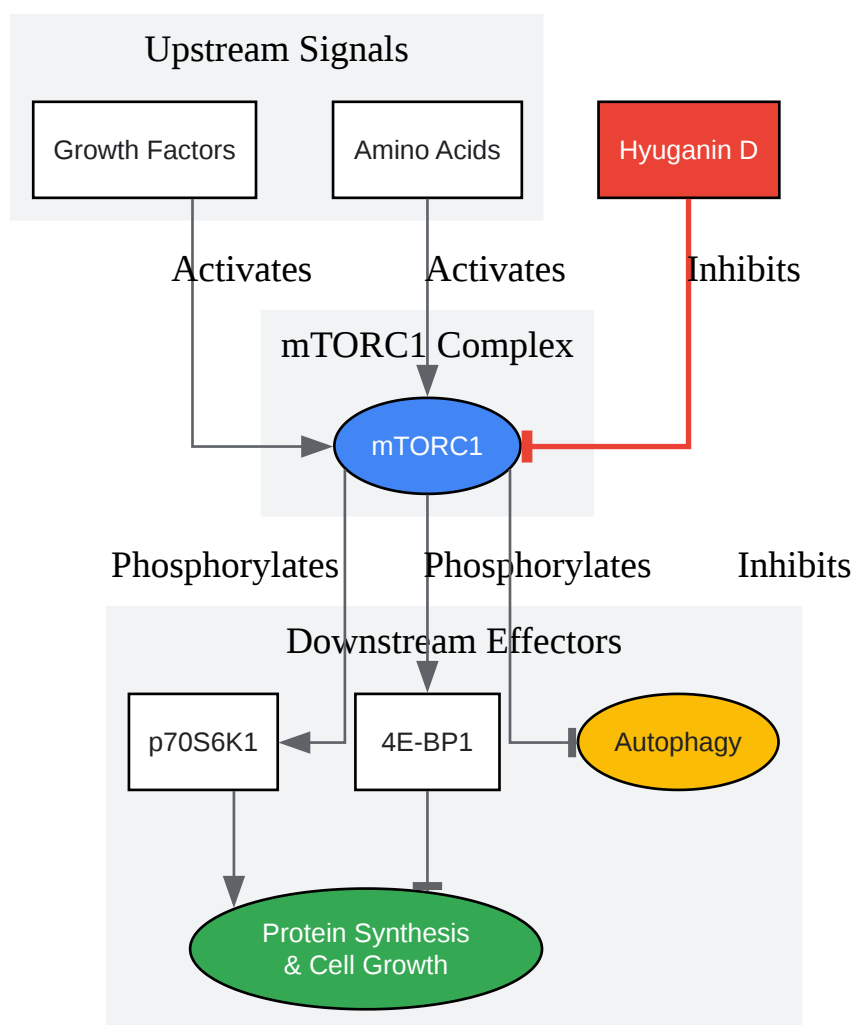 Upstream Signals
Growth Factors
Amino Acids
Hyuganin D
Activates
Activates
Inhibits
mTORC1 Complex
mTORC1
Phosphorylates
Phosphorylates
Inhibits
Downstream Effectors
p70S6K1
4E-BP1
Autophagy
Protein Synthesis
& Cell Growth